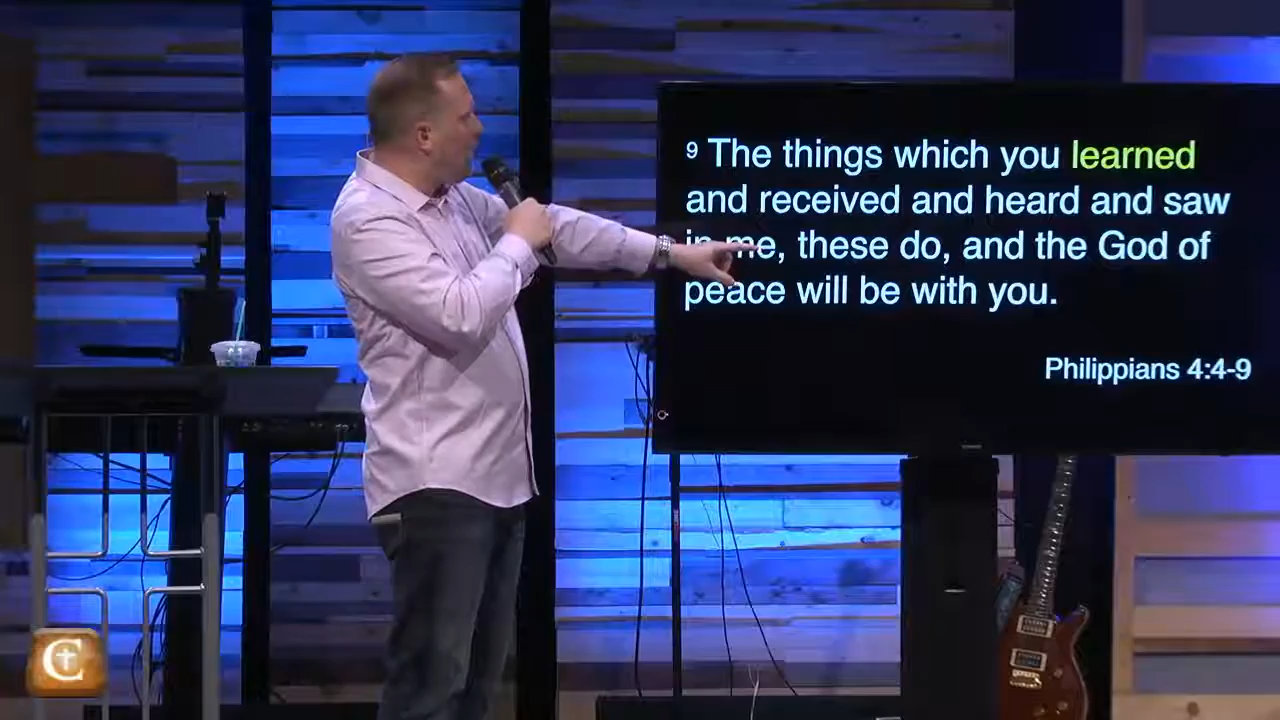 9 The things which you learned
and received and heard and saw
in me, these do, and the God of
peace will be with you.
Philippians 4:4-9
C